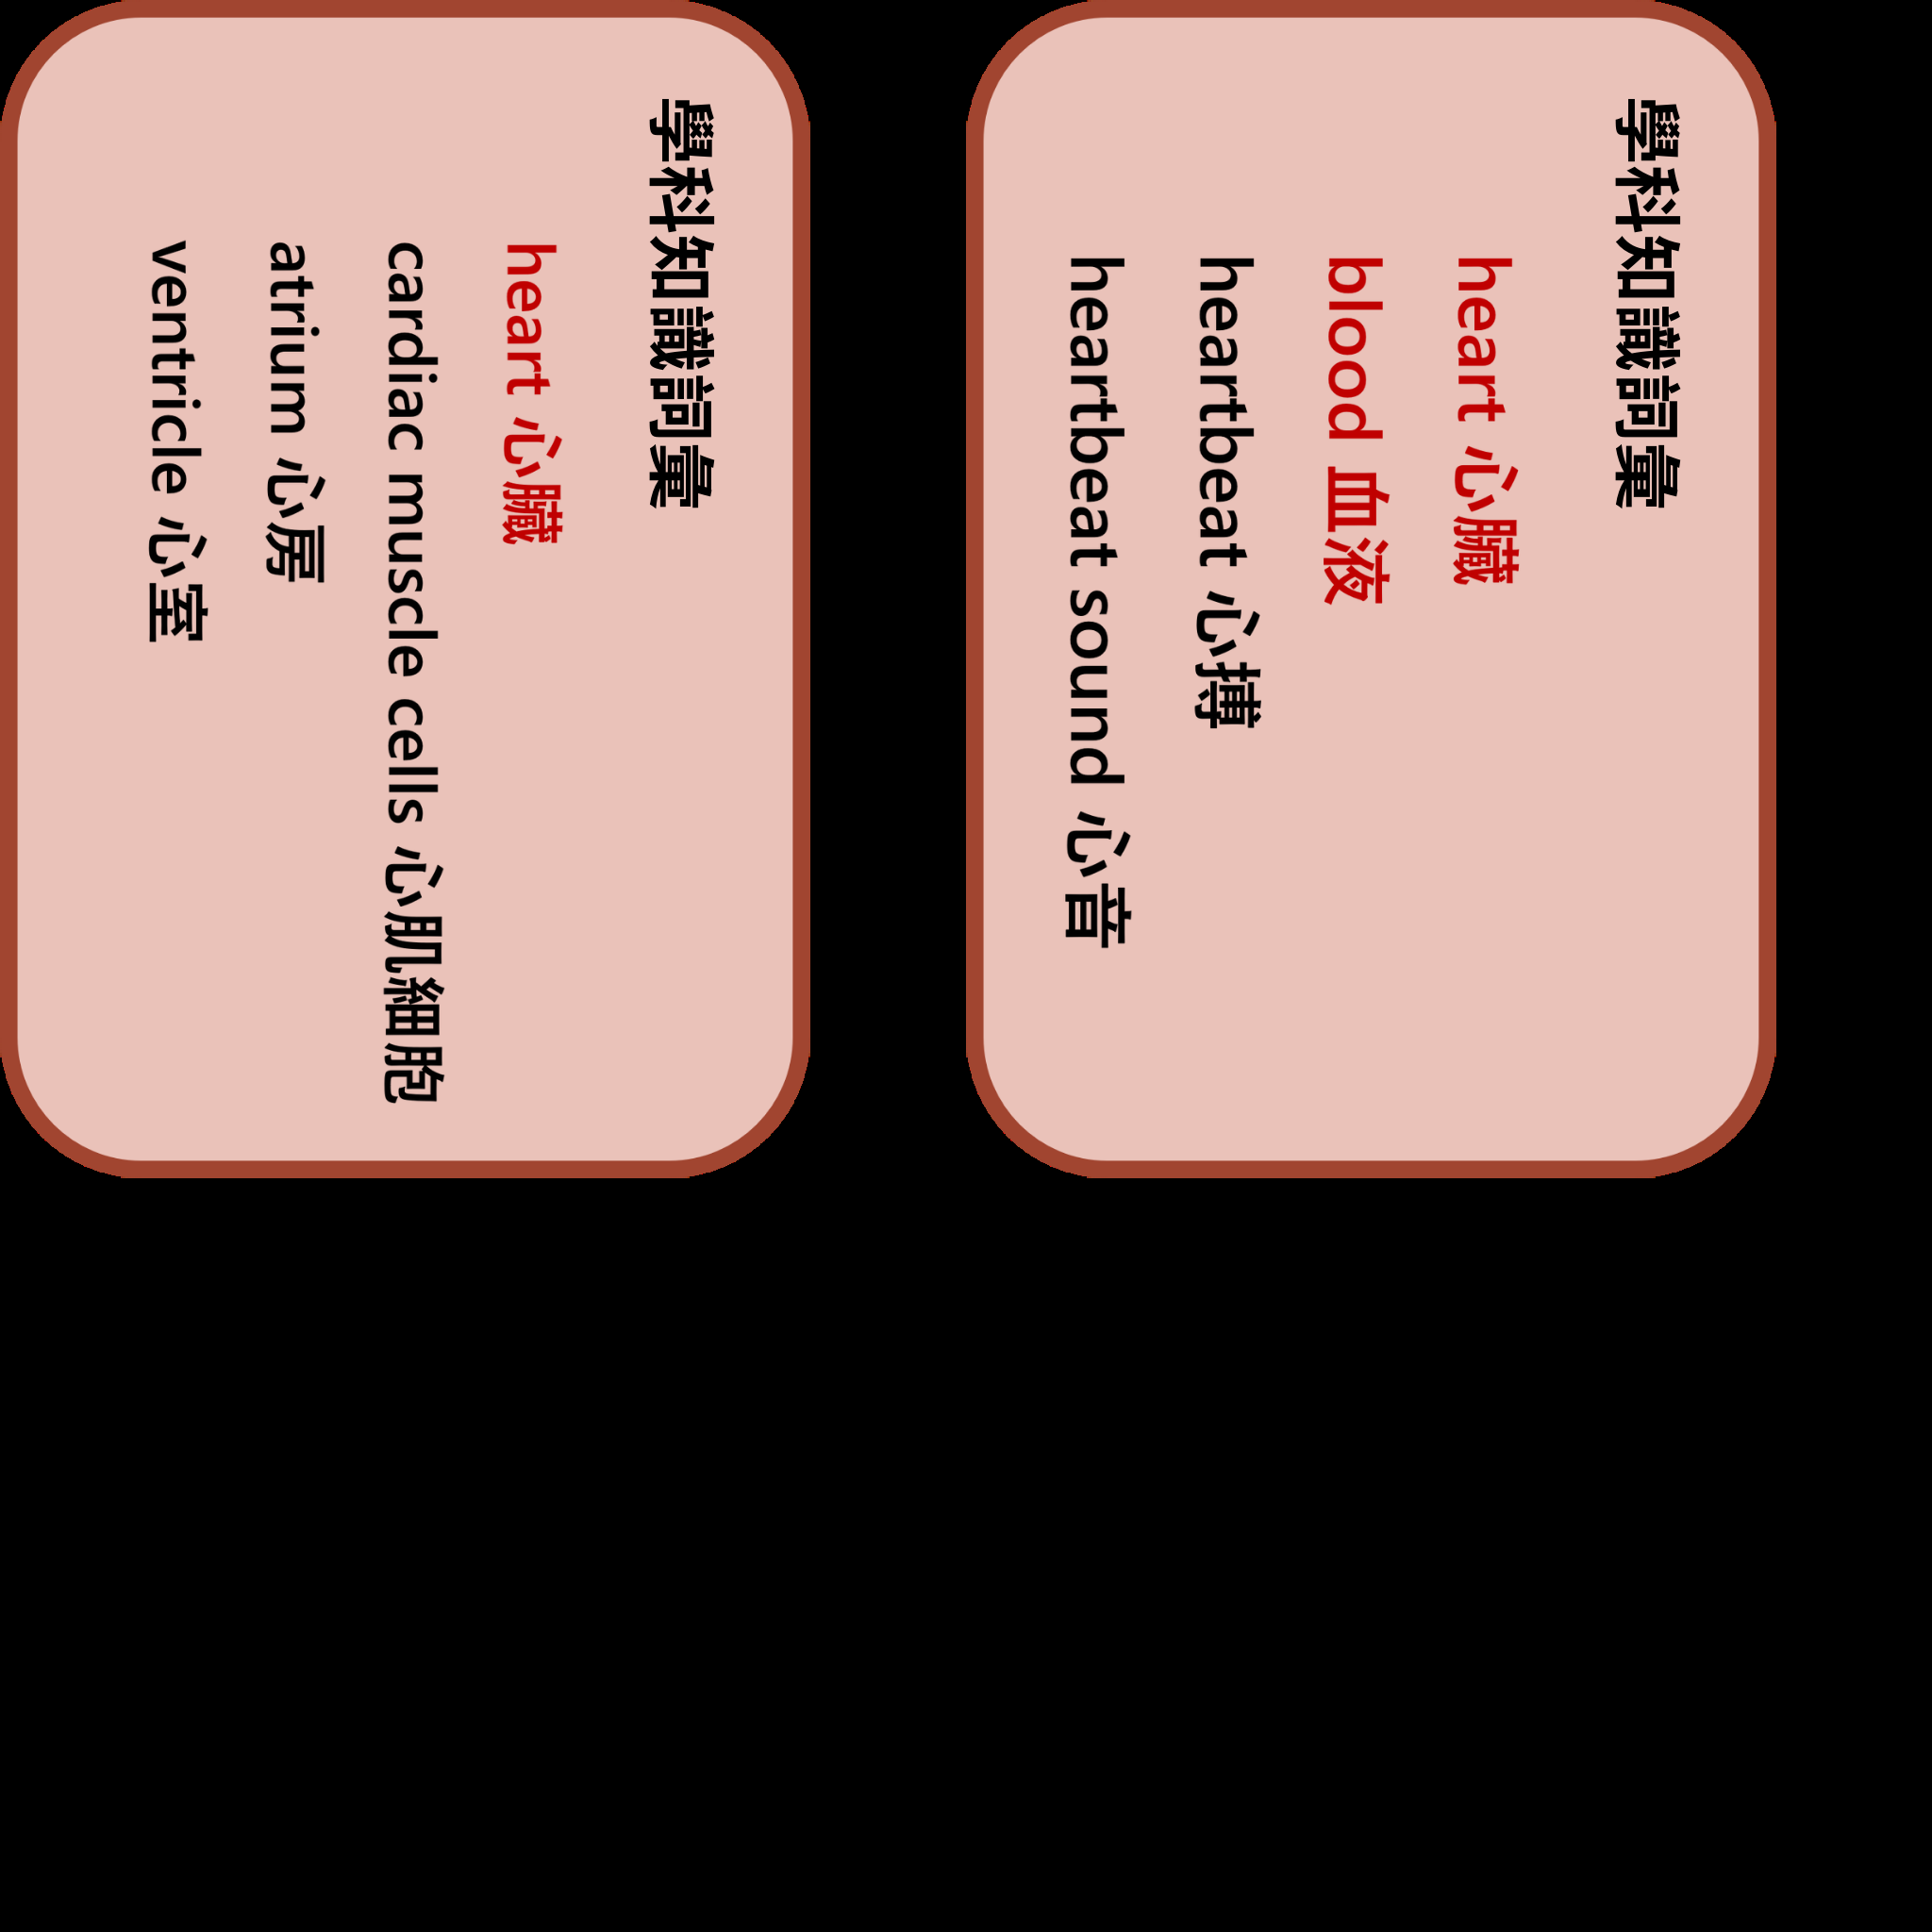 學科知識詞彙
heart 心臟
cardiac muscle cells 心肌細胞
atrium 心房
ventricle 心室
學科知識詞彙
heart 心臟
blood 血液
heartbeat 心搏
heartbeat sound 心音